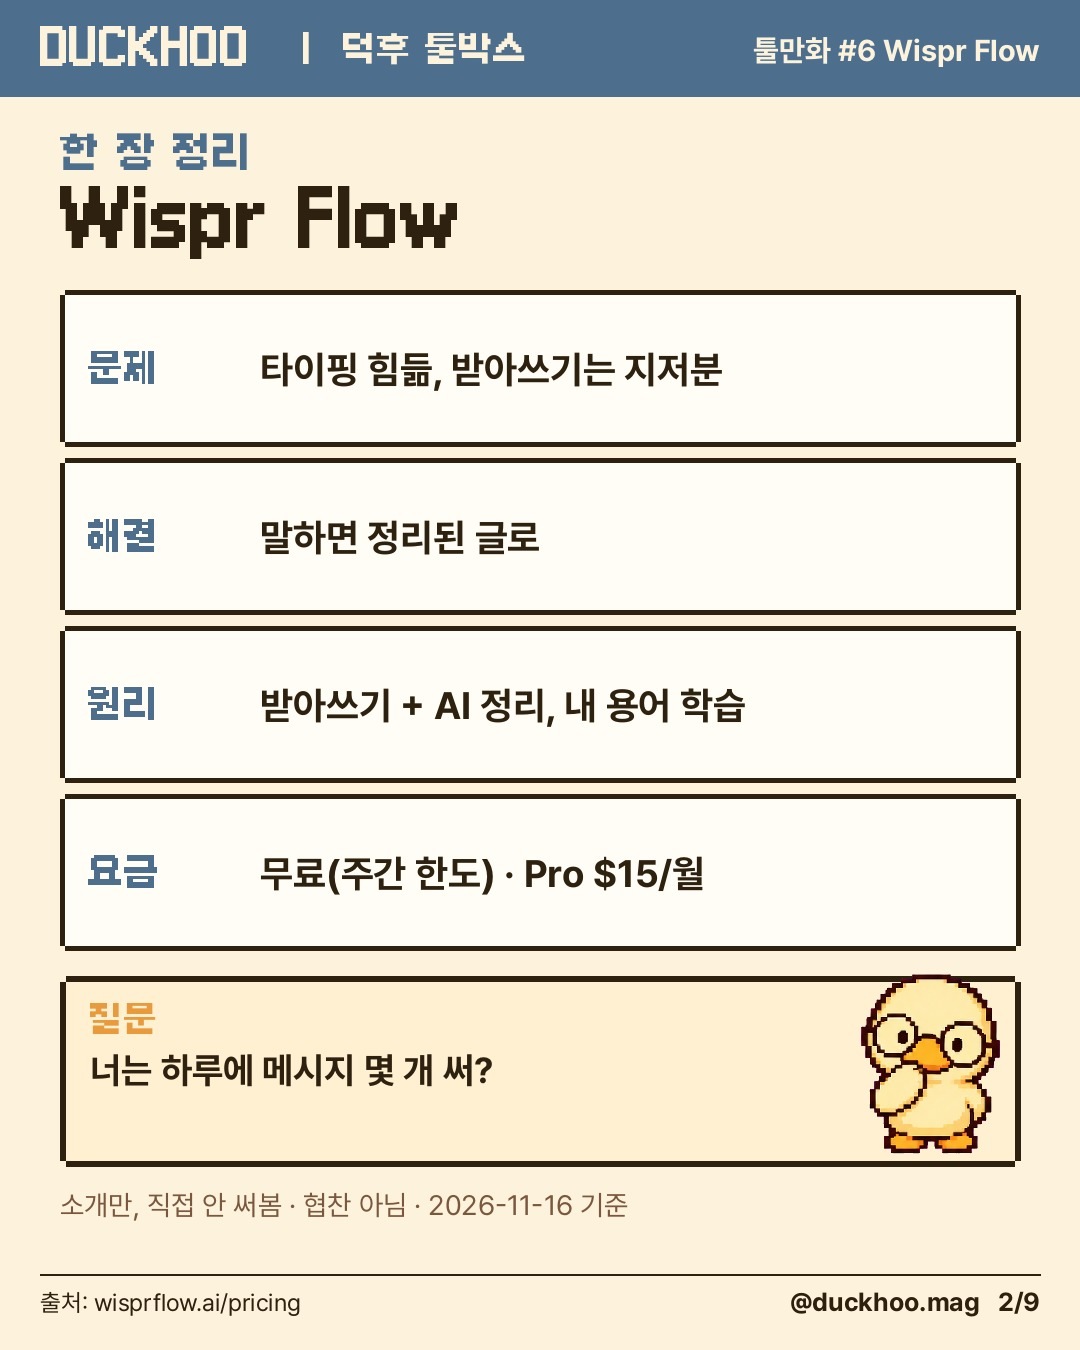 DUCKHOO | 덕후 툴박스
툴만화 #6 Wispr Flow
한 장 정리
Wispr Flow
문제 타이핑 힘듦, 받아쓰기는 지저분
해결 말하면 정리된 글로
원리 받아쓰기 + AI 정리, 내 용어 학습
요금 무료(주간 한도) · Pro $15/월
질문
너는 하루에 메시지 몇 개 써?
소개만, 직접 안 써봄 · 협찬 아님 · 2026-11-16 기준
출처: wisprflow.ai/pricing
@duckhoo.mag 2/9